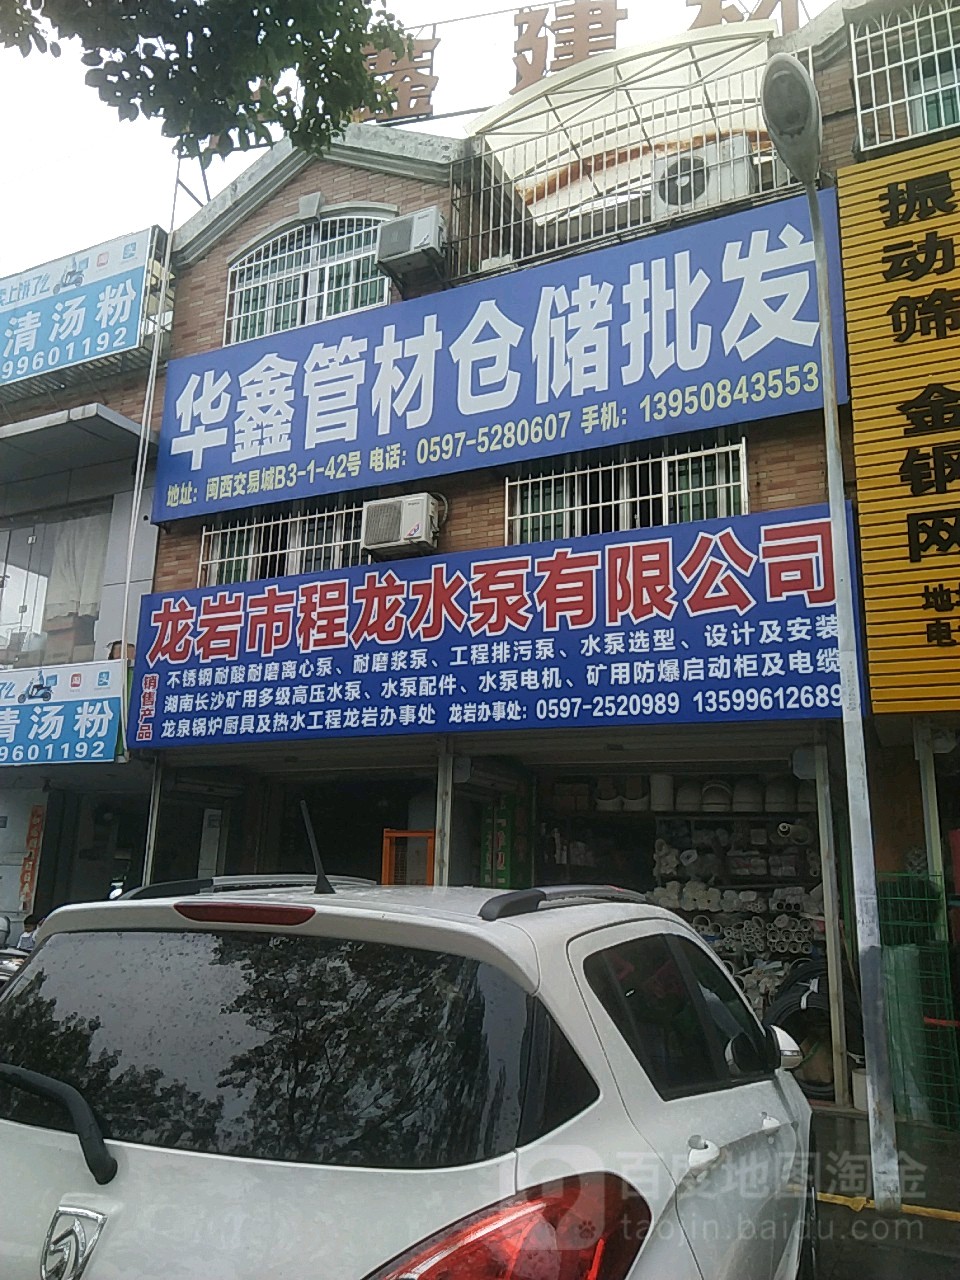 鑫建材
华鑫管材仓储批发
地址：闽西交易城B3-1-42号 电话：0597-5280607 手机：13950843553
龙岩市程龙水泵有限公司
销售产品
不锈钢耐酸耐磨离心泵、耐磨浆泵、工程排污泵、水泵选型、设计及安装
湖南长沙矿用多级高压水泵、水泵配件、水泵电机、矿用防爆启动柜及电缆
龙泉锅炉厨具及热水工程龙岩办事处 龙岩办事处：0597-2520989 13599612689
清汤粉
99601192
清汤粉
9601192
振动筛
金钢网
地址
电
百度地图淘金
taojin.baidu.com